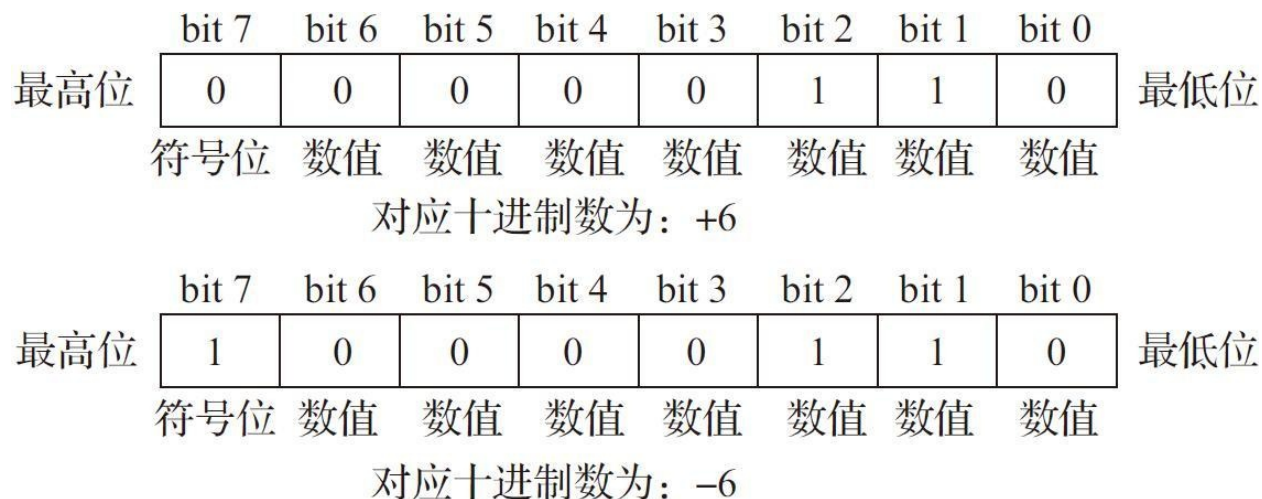 bit 7 bit 6 bit 5 bit 4 bit 3 bit 2 bit 1 bit 0
最高位 0 0 0 0 0 1 1 0 最低位
符号位 数值 数值 数值 数值 数值 数值 数值
对应十进制数为：+6
bit 7 bit 6 bit 5 bit 4 bit 3 bit 2 bit 1 bit 0
最高位 1 0 0 0 0 1 1 0 最低位
符号位 数值 数值 数值 数值 数值 数值 数值
对应十进制数为：−6